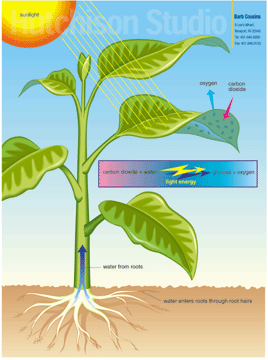 Hutchison Studio
sunlight
Barb Cousins
oxygen
carbon
dioxide
carbon dioxide + water
glucose + oxygen
light energy
water from roots
water enters roots through root hairs